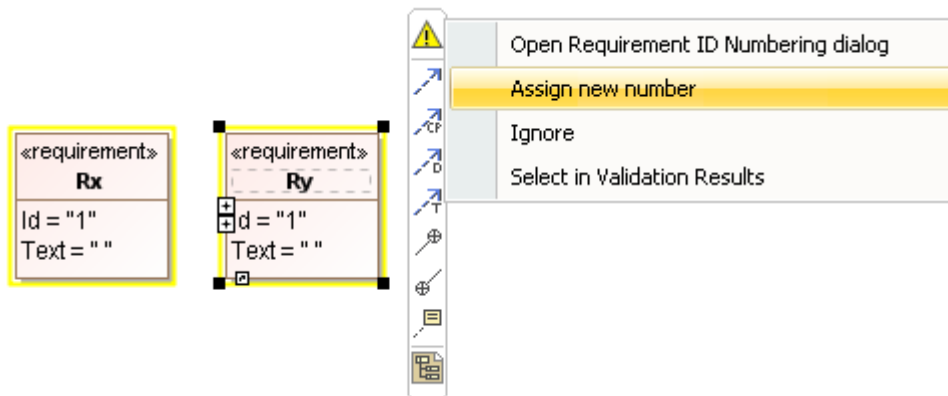 «requirement»
Rx
Id = "1"
Text = " "
«requirement»
Ry
d = "1"
Text = " "
CP
D
T
Open Requirement ID Numbering dialog
Assign new number
Ignore
Select in Validation Results